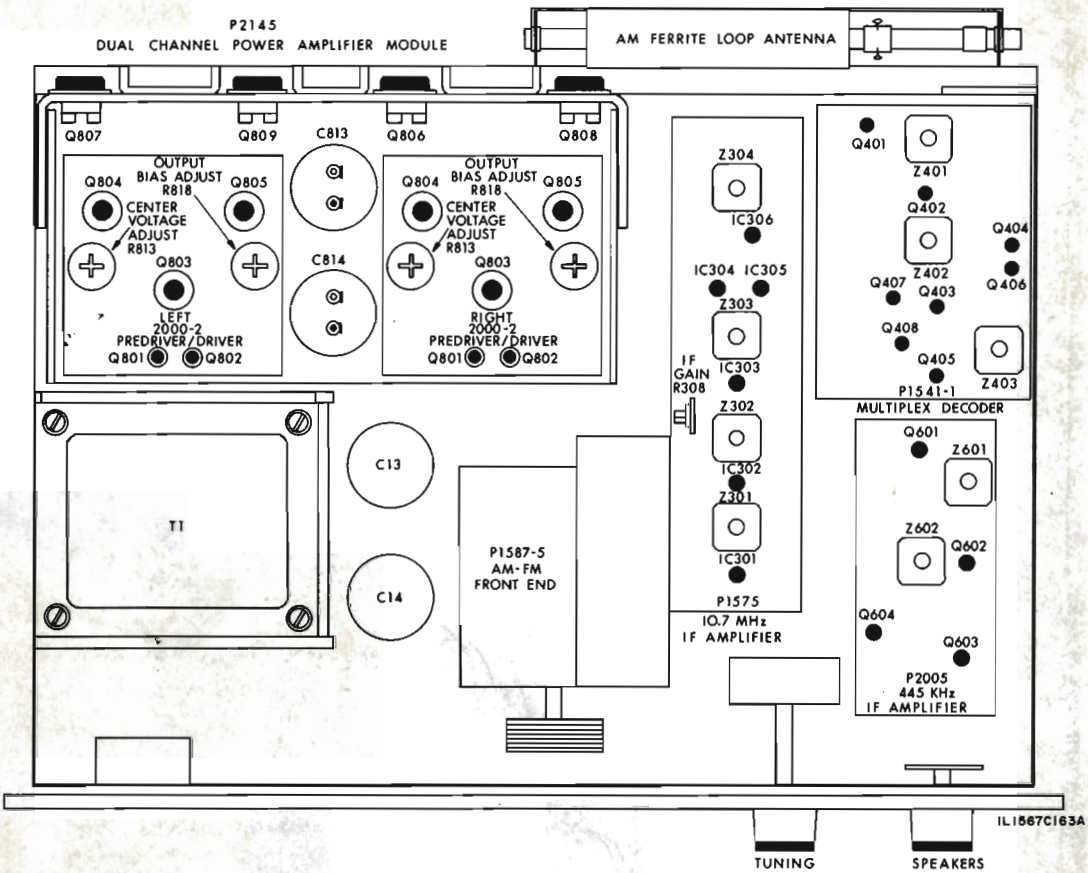 P2145
DUAL CHANNEL POWER AMPLIFIER MODULE
AM FERRITE LOOP ANTENNA
Q807
Q809
Q806
Q808
C813
C814
OUTPUT
BIAS ADJUST
R818
Q804
Q805
CENTER
VOLTAGE
ADJUST
R813
Q803
LEFT
2000-2
PREDRIVER/DRIVER
Q801
Q802
OUTPUT
BIAS ADJUST
R818
Q804
Q805
CENTER
VOLTAGE
ADJUST
R813
Q803
RIGHT
2000-2
PREDRIVER/DRIVER
Q801
Q802
Z304
IC306
IC304
IC305
Z303
IC303
IF
GAIN
R308
Z302
IC302
Z301
IC301
P1575
10.7 MHz
IF AMPLIFIER
Q401
Z401
Q402
Z402
Q404
Q406
Q407
Q403
Q408
Q405
Z403
P1541-1
MULTIPLEX DECODER
Q601
Z601
Z602
Q602
Q604
Q603
P2005
445 KHz
IF AMPLIFIER
T1
C13
C14
P1587-5
AM-FM
FRONT END
IL1567C163A
TUNING
SPEAKERS